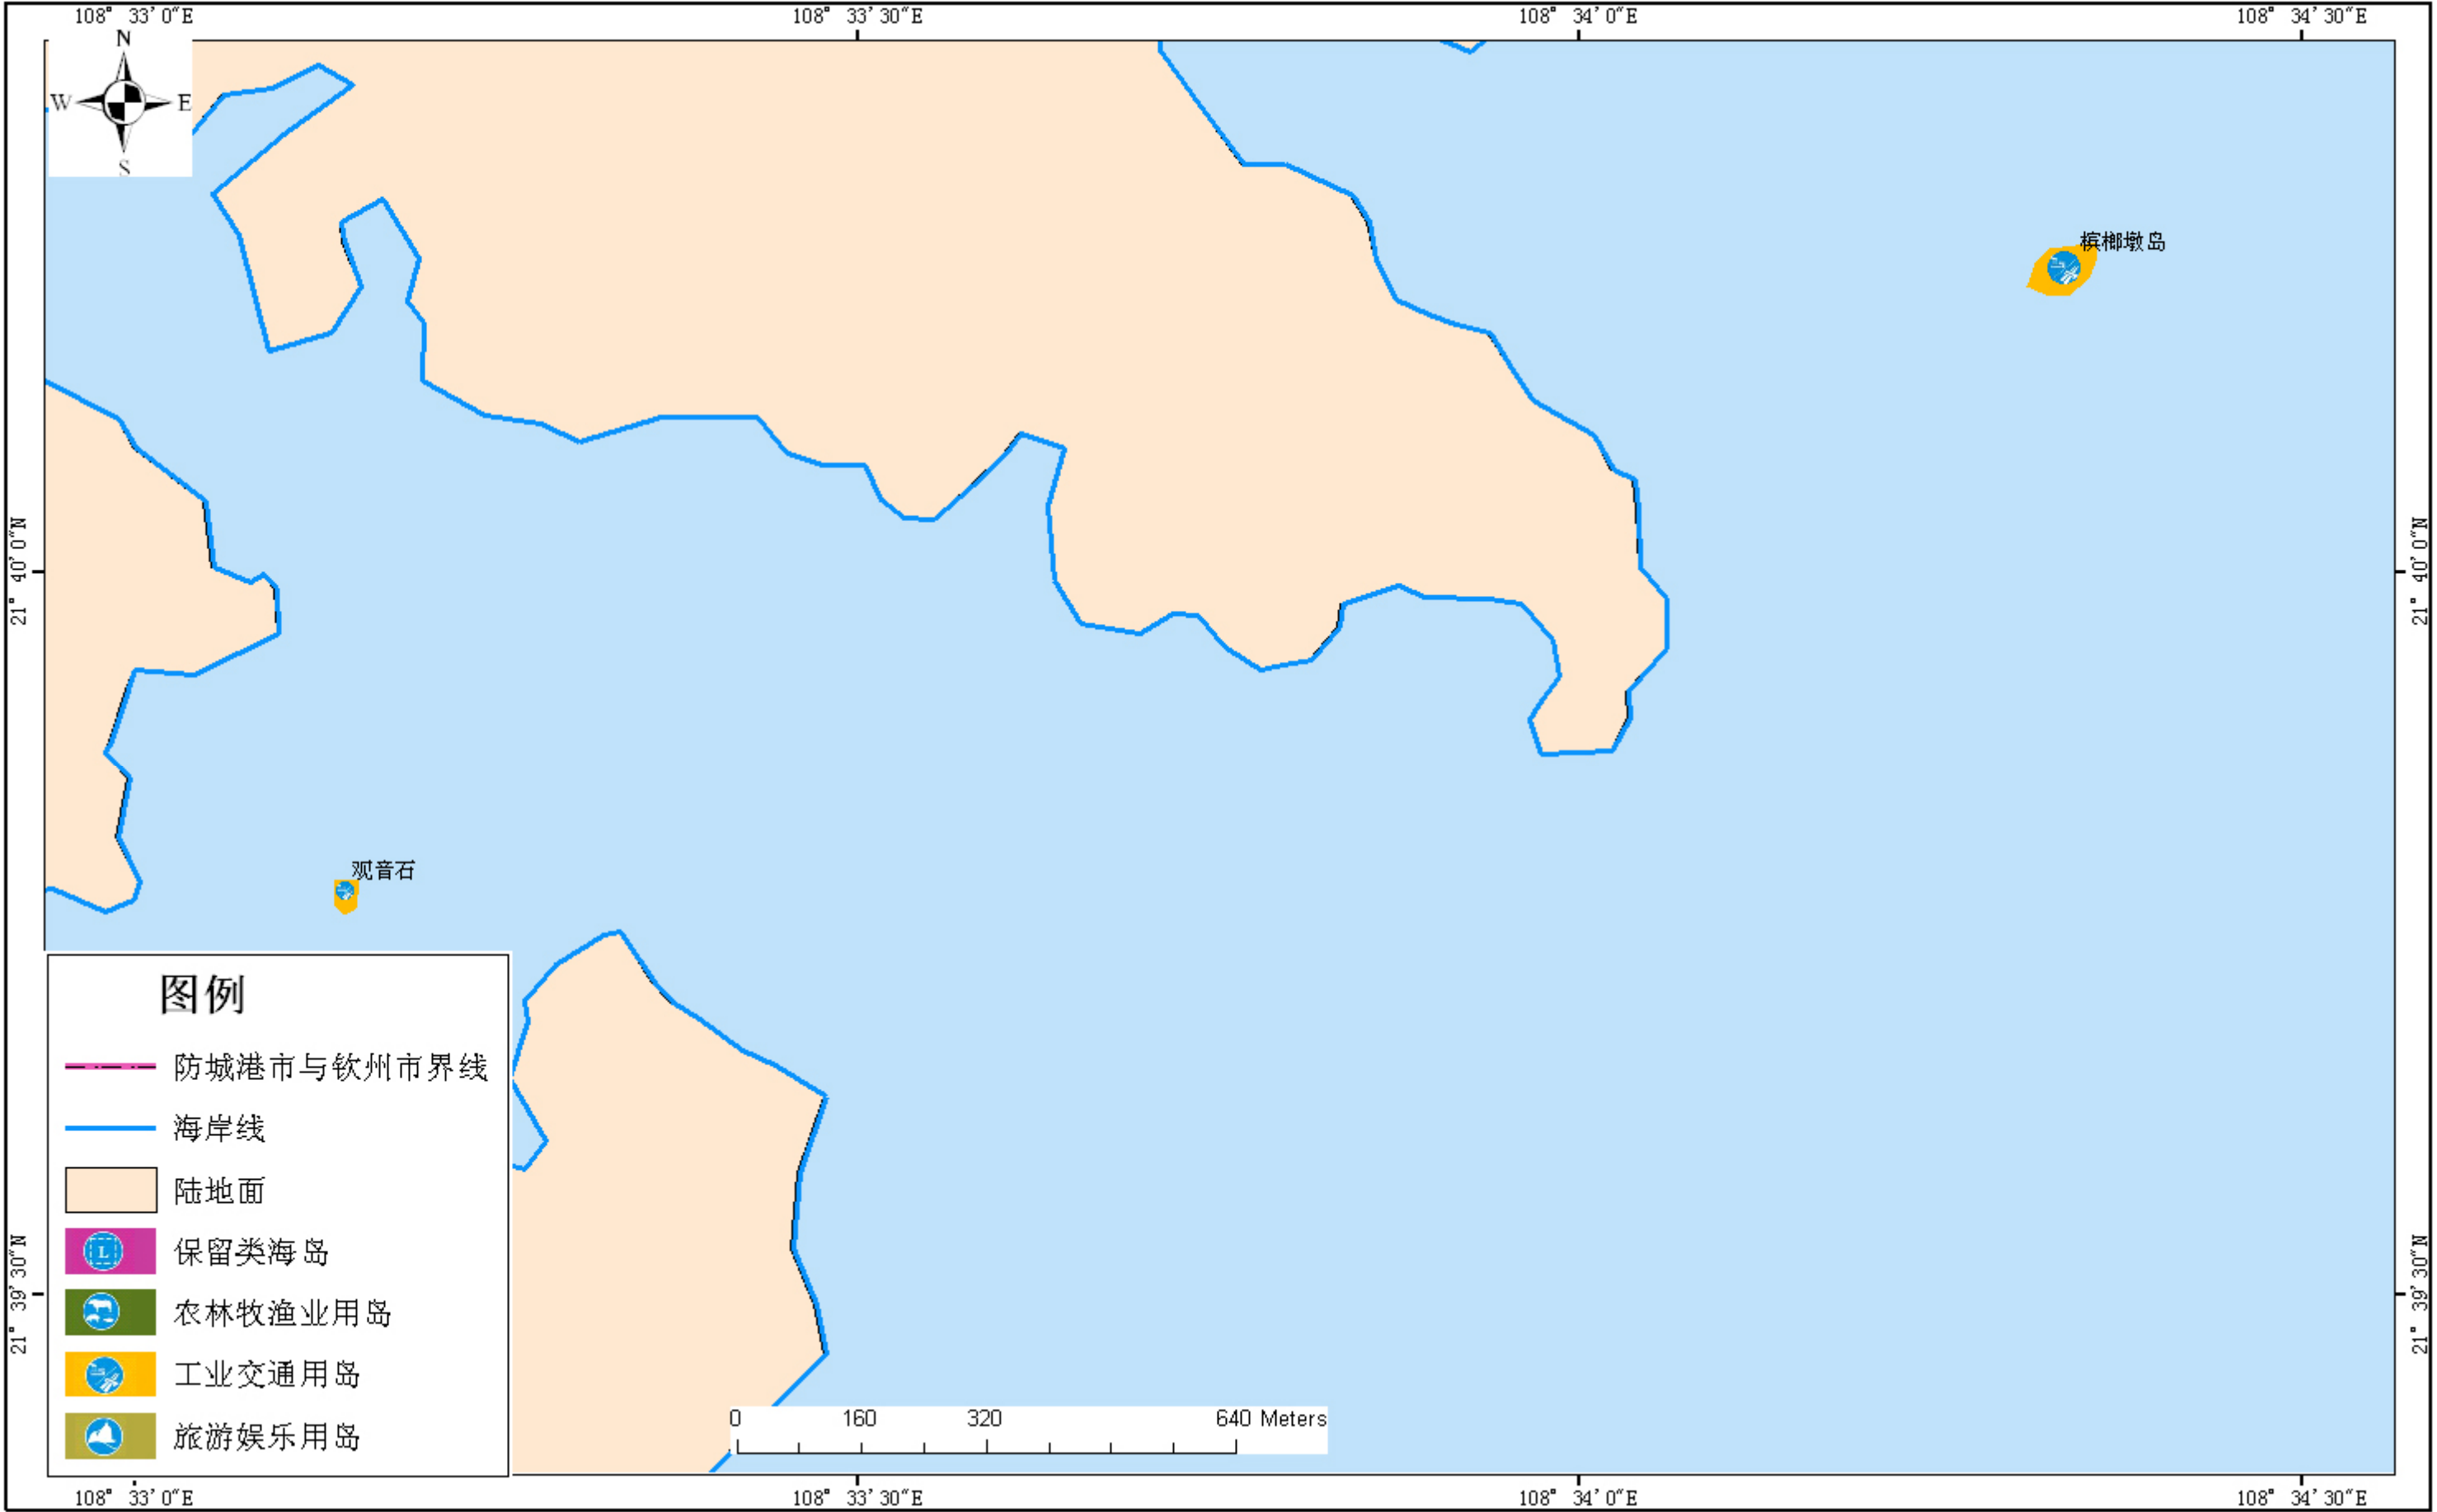 108° 33' 0"E
108° 33' 30"E
108° 34' 0"E
108° 34' 30"E
N
W
E
S
槟榔墩岛
21° 40' 0"N
21° 40' 0"N
观音石
图例
防城港市与钦州市界线
海岸线
陆地面
L
保留类海岛
农林牧渔业用岛
工业交通用岛
旅游娱乐用岛
21° 39' 30"N
21° 39' 30"N
0 160 320 640 Meters
108° 33' 0"E
108° 33' 30"E
108° 34' 0"E
108° 34' 30"E